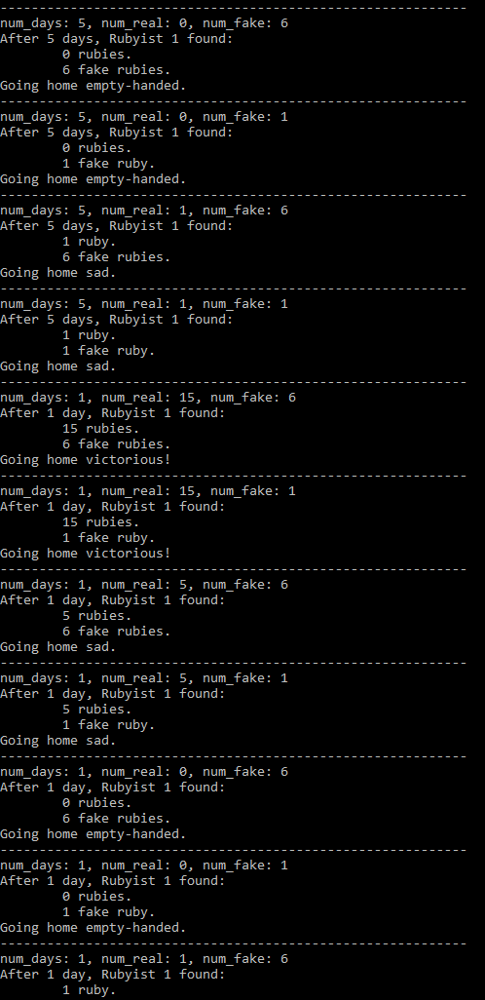 ------------------------------------------------------------
num_days: 5, num_real: 0, num_fake: 6
After 5 days, Rubyist 1 found:
        0 rubies.
        6 fake rubies.
Going home empty-handed.
------------------------------------------------------------
num_days: 5, num_real: 0, num_fake: 1
After 5 days, Rubyist 1 found:
        0 rubies.
        1 fake ruby.
Going home empty-handed.
------------------------------------------------------------
num_days: 5, num_real: 1, num_fake: 6
After 5 days, Rubyist 1 found:
        1 ruby.
        6 fake rubies.
Going home sad.
------------------------------------------------------------
num_days: 5, num_real: 1, num_fake: 1
After 5 days, Rubyist 1 found:
        1 ruby.
        1 fake ruby.
Going home sad.
------------------------------------------------------------
num_days: 1, num_real: 15, num_fake: 6
After 1 day, Rubyist 1 found:
        15 rubies.
        6 fake rubies.
Going home victorious!
------------------------------------------------------------
num_days: 1, num_real: 15, num_fake: 1
After 1 day, Rubyist 1 found:
        15 rubies.
        1 fake ruby.
Going home victorious!
------------------------------------------------------------
num_days: 1, num_real: 5, num_fake: 6
After 1 day, Rubyist 1 found:
        5 rubies.
        6 fake rubies.
Going home sad.
------------------------------------------------------------
num_days: 1, num_real: 5, num_fake: 1
After 1 day, Rubyist 1 found:
        5 rubies.
        1 fake ruby.
Going home sad.
------------------------------------------------------------
num_days: 1, num_real: 0, num_fake: 6
After 1 day, Rubyist 1 found:
        0 rubies.
        6 fake rubies.
Going home empty-handed.
------------------------------------------------------------
num_days: 1, num_real: 0, num_fake: 1
After 1 day, Rubyist 1 found:
        0 rubies.
        1 fake ruby.
Going home empty-handed.
------------------------------------------------------------
num_days: 1, num_real: 1, num_fake: 6
After 1 day, Rubyist 1 found:
        1 ruby.